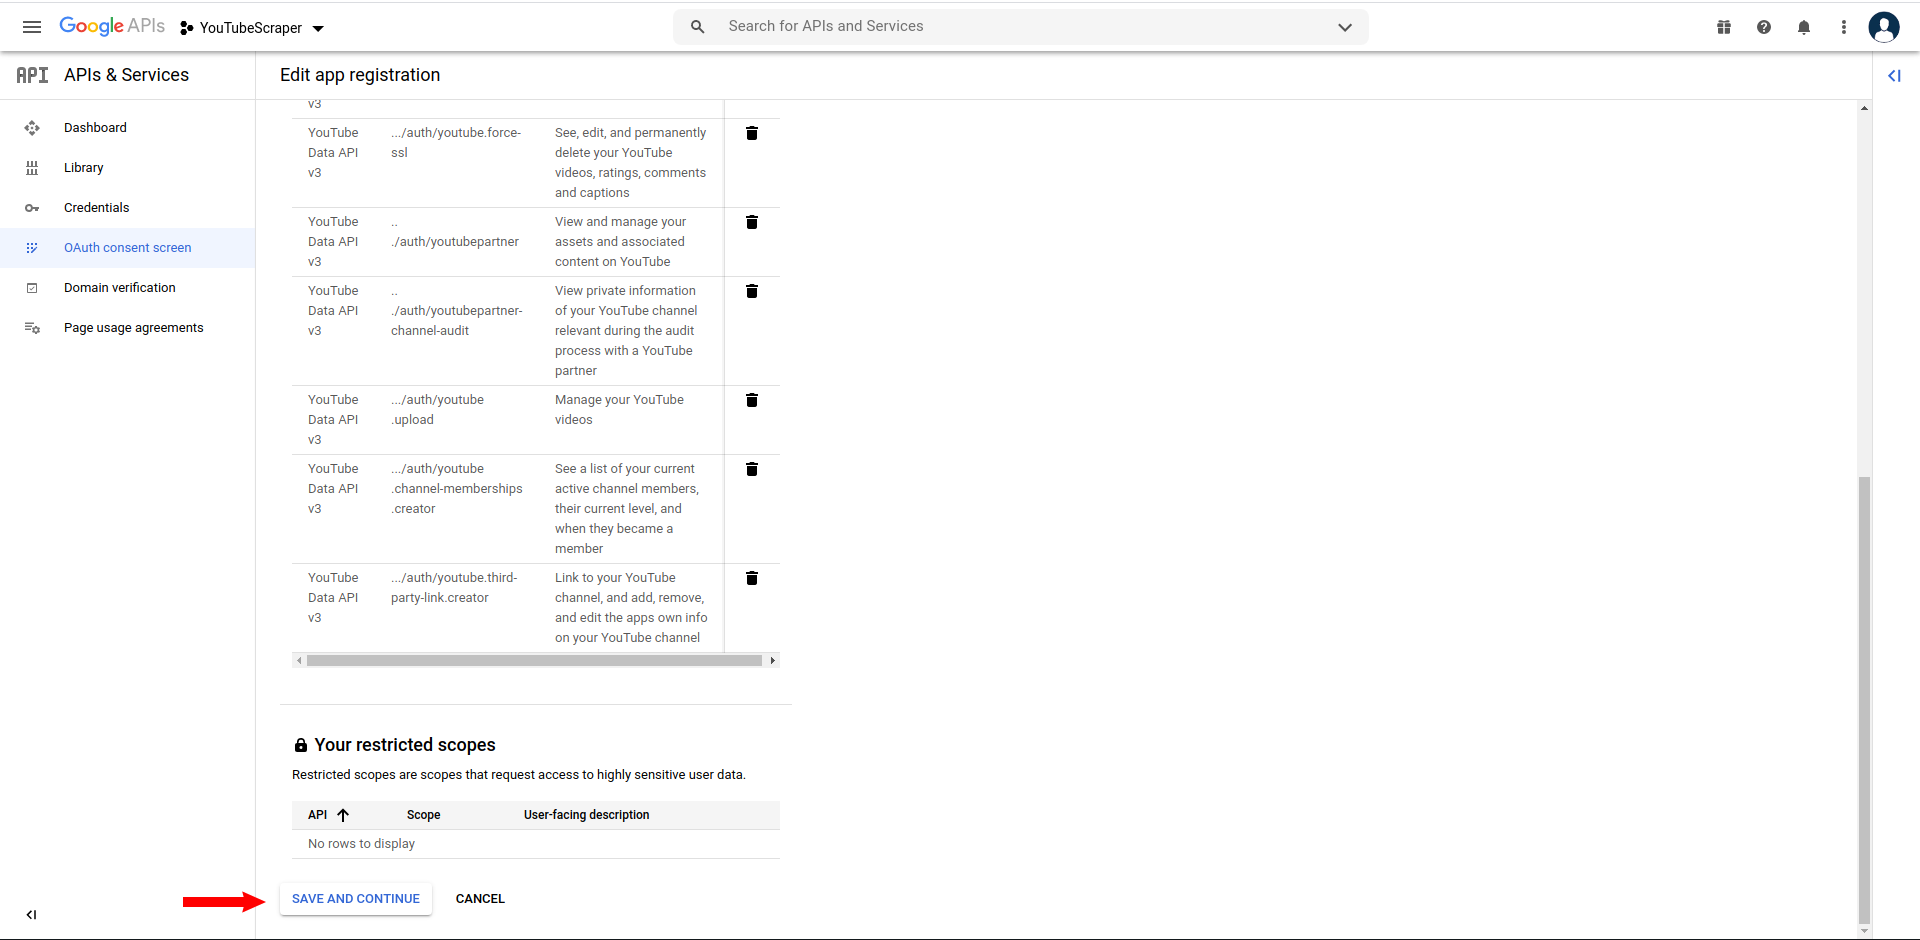 Google APIs
YouTubeScraper
Search for APIs and Services
API APIs & Services
Edit app registration
Dashboard
Library
Credentials
OAuth consent screen
Domain verification
Page usage agreements
v3
YouTube
Data API
v3
.../auth/youtube.force-
ssl
See, edit, and permanently
delete your YouTube
videos, ratings, comments
and captions
YouTube
Data API
v3
..
./auth/youtubepartner
View and manage your
assets and associated
content on YouTube
YouTube
Data API
v3
..
./auth/youtubepartner-
channel-audit
View private information
of your YouTube channel
relevant during the audit
process with a YouTube
partner
YouTube
Data API
v3
.../auth/youtube
.upload
Manage your YouTube
videos
YouTube
Data API
v3
.../auth/youtube
.channel-memberships
.creator
See a list of your current
active channel members,
their current level, and
when they became a
member
YouTube
Data API
v3
.../auth/youtube.third-
party-link.creator
Link to your YouTube
channel, and add, remove,
and edit the apps own info
on your YouTube channel
Your restricted scopes
Restricted scopes are scopes that request access to highly sensitive user data.
API Scope User-facing description
No rows to display
SAVE AND CONTINUE CANCEL